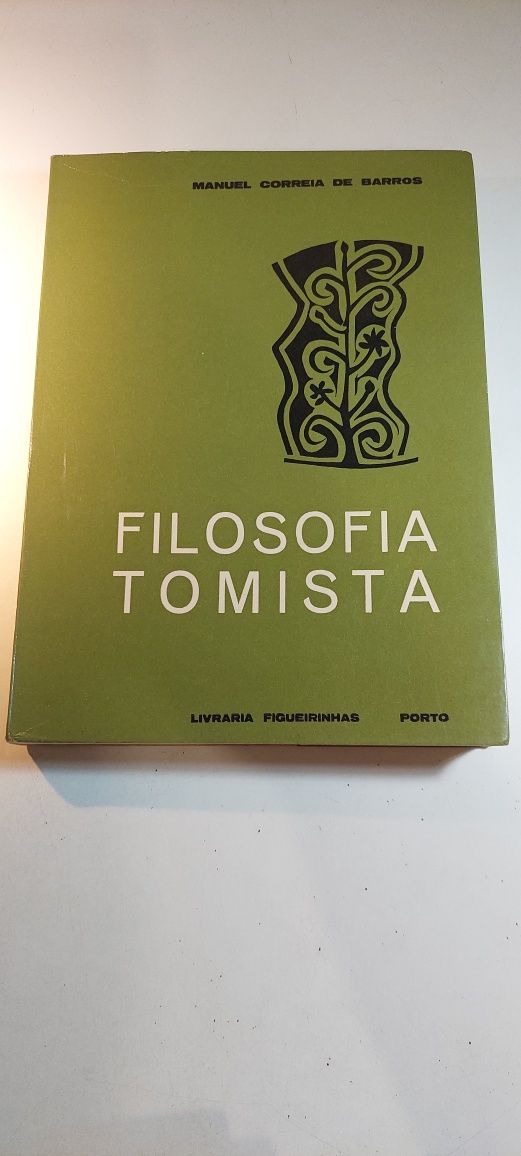 MANUEL CORREIA DE BARROS
FILOSOFIA
TOMISTA
LIVRARIA FIGUEIRINHAS PORTO